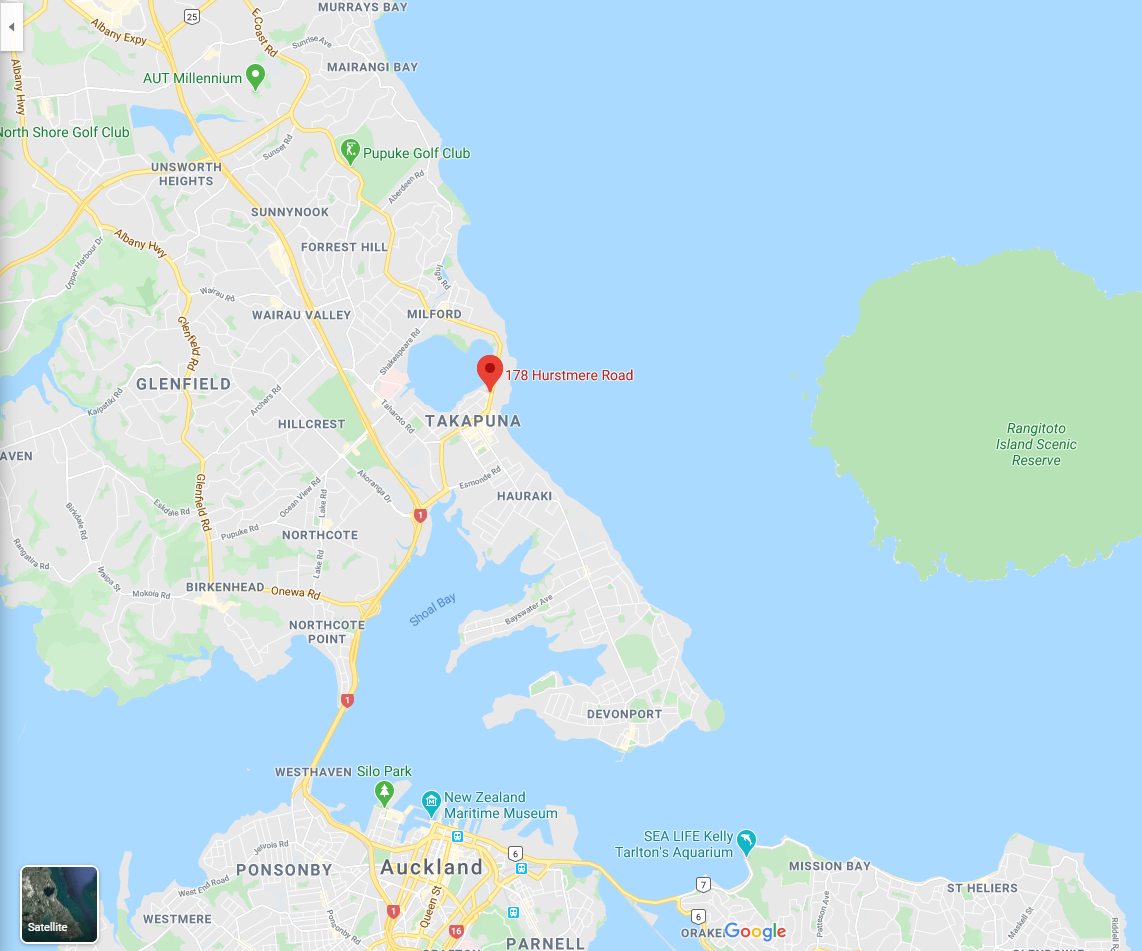 MURRAYS BAY
25
Albany Expy
E Coast Rd
Sunrise Ave
MAIRANGI BAY
AUT Millennium
Albany Hwy
North Shore Golf Club
Sunset Rd
Pupuke Golf Club
UNSWORTH
HEIGHTS
Aberdeen Rd
SUNNYNOOK
Albany Hwy
FORREST HILL
Upper Harbour Dr
Inga Rd
Wairau Rd
WAIRAU VALLEY
MILFORD
Glenfield Rd
Shakespeare Rd
178 Hurstmere Road
GLENFIELD
Kaipatiki Rd
Archers Rd
Taharoto Rd
HILLCREST
TAKAPUNA
Rangitoto
Island Scenic
Reserve
AVEN
Glenfield Rd
Ocean View Rd
Akoranga Dr
Esmonde Rd
HAURAKI
Lake Rd
Eskdale Rd
Birkdale Rd
1
Pupuke Rd
NORTHCOTE
Rangatira Rd
Lake Rd
Waipa St
BIRKENHEAD
Mokoia Rd
Onewa Rd
Shoal Bay
Bayswater Ave
NORTHCOTE
POINT
1
DEVONPORT
WESTHAVEN
Silo Park
New Zealand
Maritime Museum
SEA LIFE Kelly
Tarlton's Aquarium
Jervois Rd
6
PONSONBY
Auckland
MISSION BAY
West End Road
7
ST HELIERS
Satellite
WESTMERE
1
Queen St
Ponsonby Rd
6
Patteson Ave
Maskell St
Riddell R
16
ORAKEI
Google
PARNELL